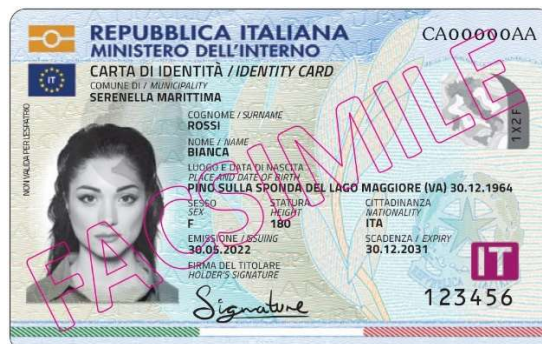 REPUBBLICA ITALIANA CA00000AA
MINISTERO DELL'INTERNO
CARTA DI IDENTITÀ / IDENTITY CARD
COMUNE DI / MUNICIPALITY
SERENELLA MARITTIMA
COGNOME / SURNAME
ROSSI
NOME / NAME
BIANCA
LUOGO E DATA DI NASCITA
PLACE AND DATE OF BIRTH
PINO SULLA SPONDA DEL LAGO MAGGIORE (VA) 30.12.1964
SESSO STATURA CITTADINANZA
SEX HEIGHT NATIONALITY
F 180 ITA
EMISSIONE / ISSUING SCADENZA / EXPIRY
30.05.2022 30.12.2031
FIRMA DEL TITOLARE
HOLDER'S SIGNATURE
Signature
IT
123456
NON VALIDA PER L'ESPATRIO
1X2F
FACSIMILE